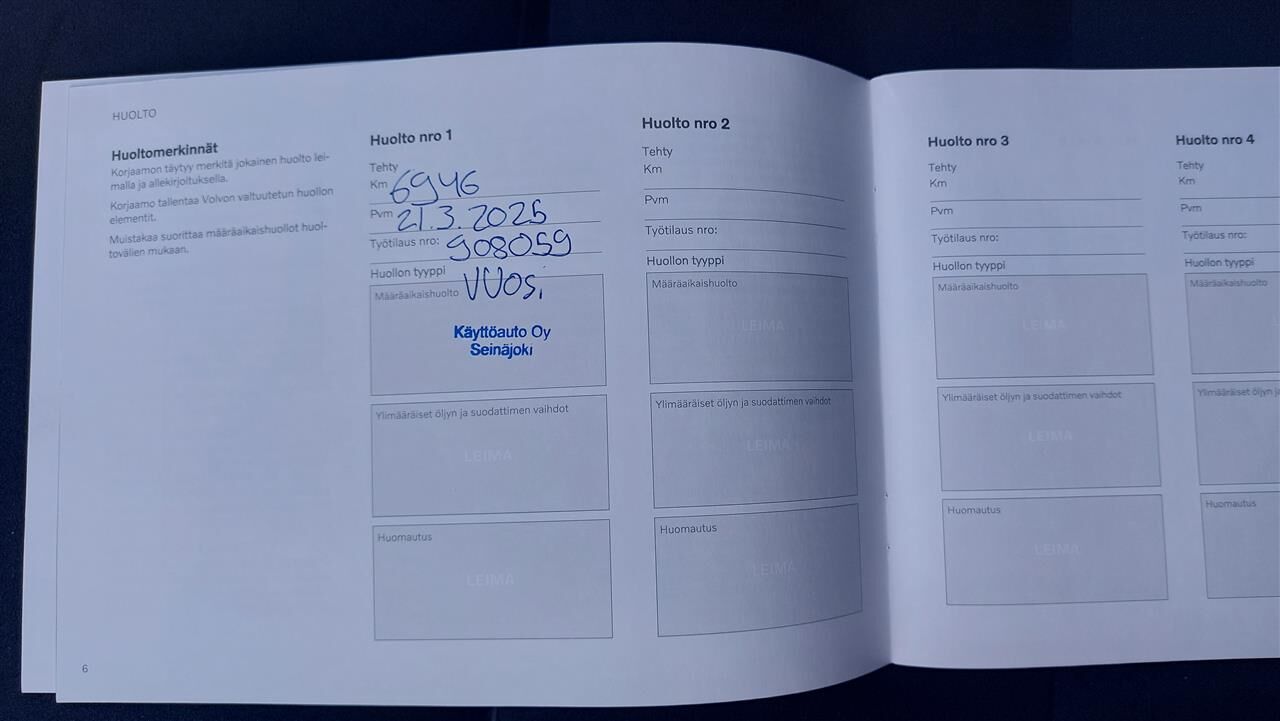 HUOLTO
Huoltomerkinnät
Korjaamon täytyy merkitä jokainen huolto lei-
malla ja allekirjoituksella.
Korjaamo tallentaa Volvon valtuutetun huollon
elementit.
Muistakaa suorittaa määräaikaishuollot huol-
tovälien mukaan.
Huolto nro 1
Tehty
Km 6946
Pvm 21.3.2025
Työtilaus nro: 908059
Huollon tyyppi
Määräaikaishuolto vuosi
Käyttöauto Oy
Seinäjoki
Ylimääräiset öljyn ja suodattimen vaihdot
LEIMA
Huomautus
LEIMA
Huolto nro 2
Tehty
Km
Pvm
Työtilaus nro:
Huollon tyyppi
Määräaikaishuolto
LEIMA
Ylimääräiset öljyn ja suodattimen vaihdot
LEIMA
Huomautus
LEIMA
Huolto nro 3
Tehty
Km
Pvm
Työtilaus nro:
Huollon tyyppi
Määräaikaishuolto
LEIMA
Ylimääräiset öljyn ja suodattimen vaihdot
LEIMA
Huomautus
LEIMA
Huolto nro 4
Tehty
Km
Pvm
Työtilaus nro:
Huollon tyyppi
Määräaikaishuolto
Ylimääräiset öljyn ja
Huomautus
6